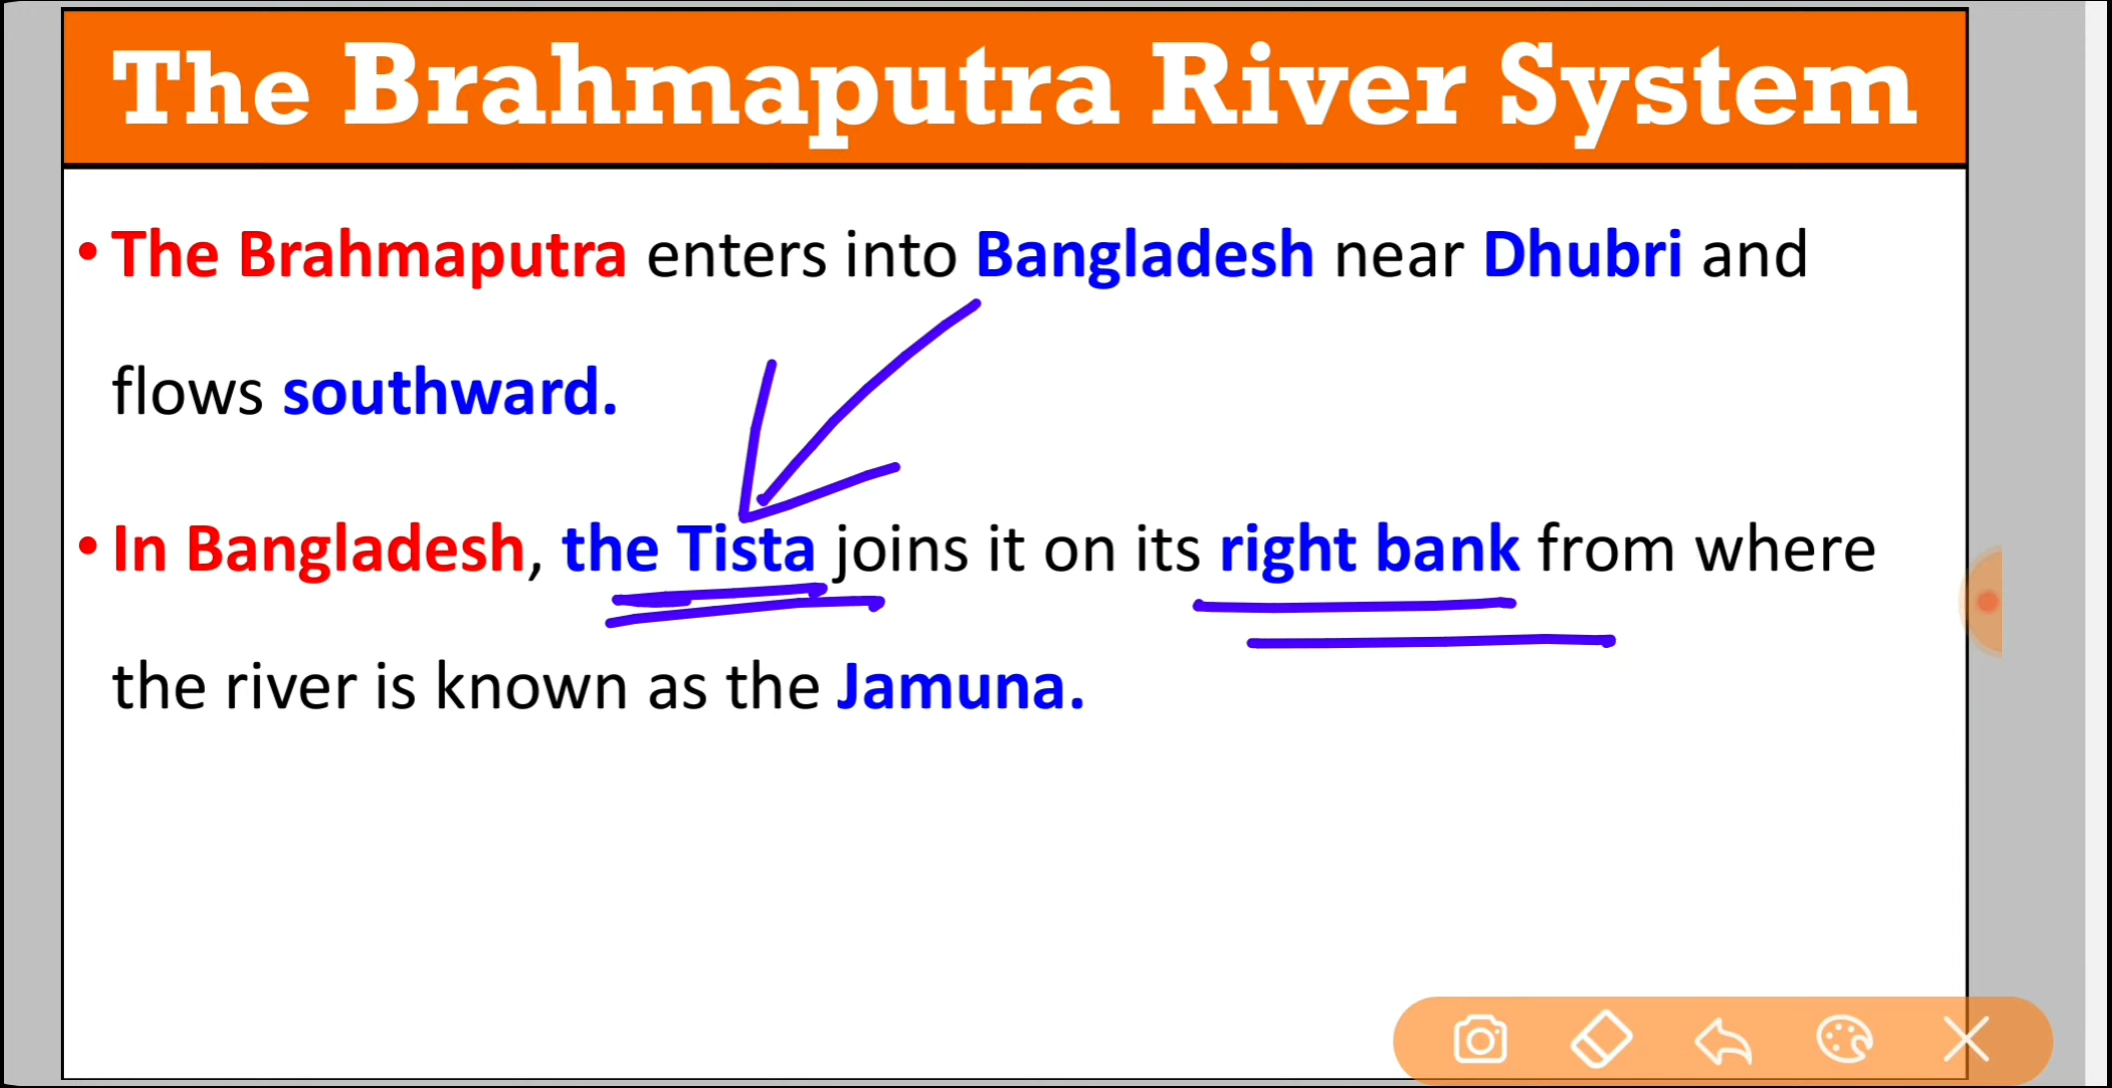 The Brahmaputra River System
• The Brahmaputra enters into Bangladesh near Dhubri and
flows southward.
• In Bangladesh, the Tista joins it on its right bank from where
the river is known as the Jamuna.